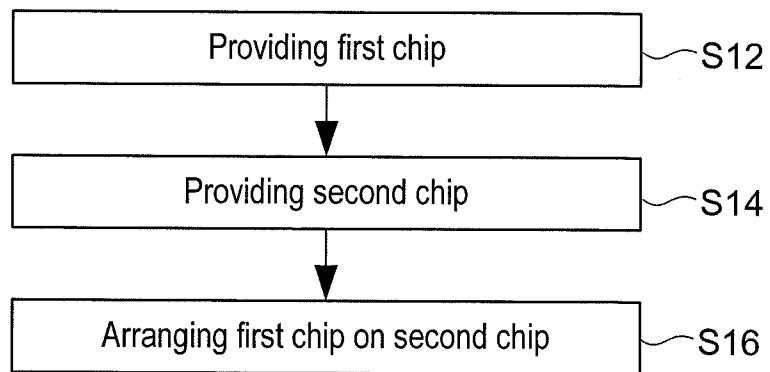 Providing first chip S12
Providing second chip S14
Arranging first chip on second chip S16